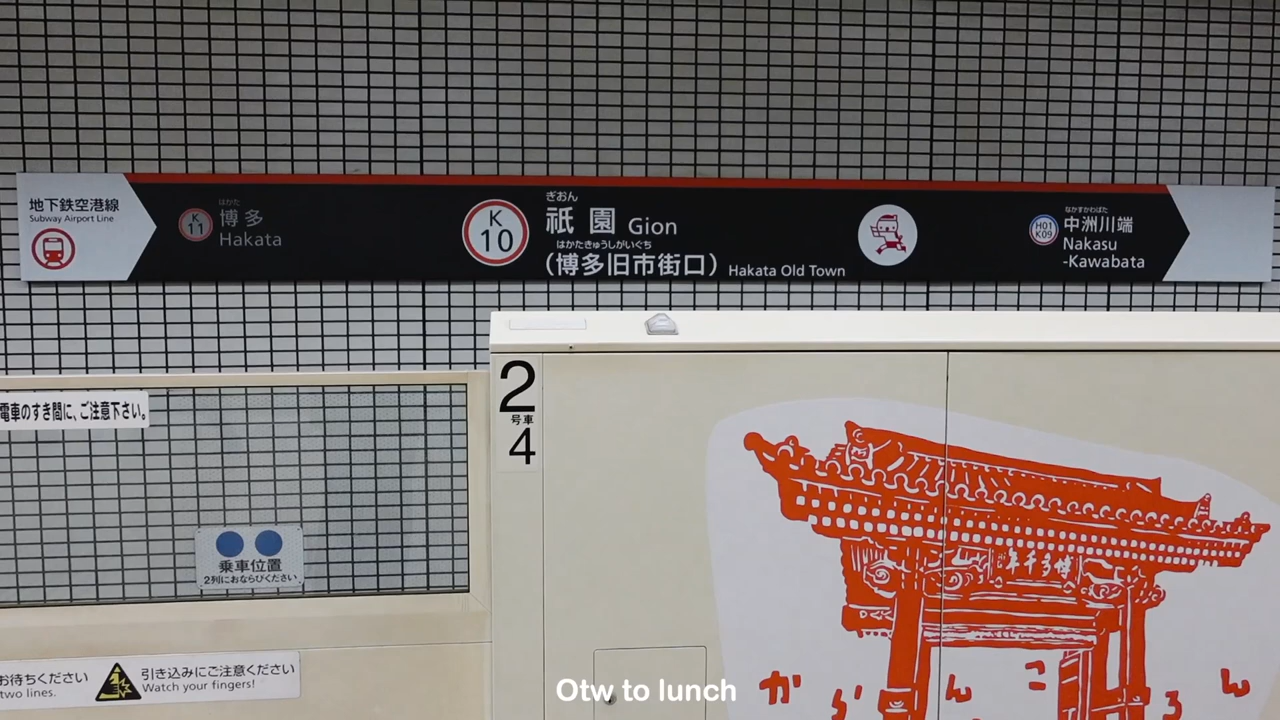 地下鉄空港線
Subway Airport Line
はかた
K
11
博多
Hakata
K
10
ぎおん
祇園 Gion
はかたきゅうしがいぐち
(博多旧市街口) Hakata Old Town
H01
K09
なかすかわばた
中洲川端
Nakasu
-Kawabata
2
号車
4
電車のすき間に、ご注意下さい。
乗車位置
2列におならびください
お待ちください
two lines.
引き込みにご注意ください
Watch your fingers!
年千多博
Otw to lunch